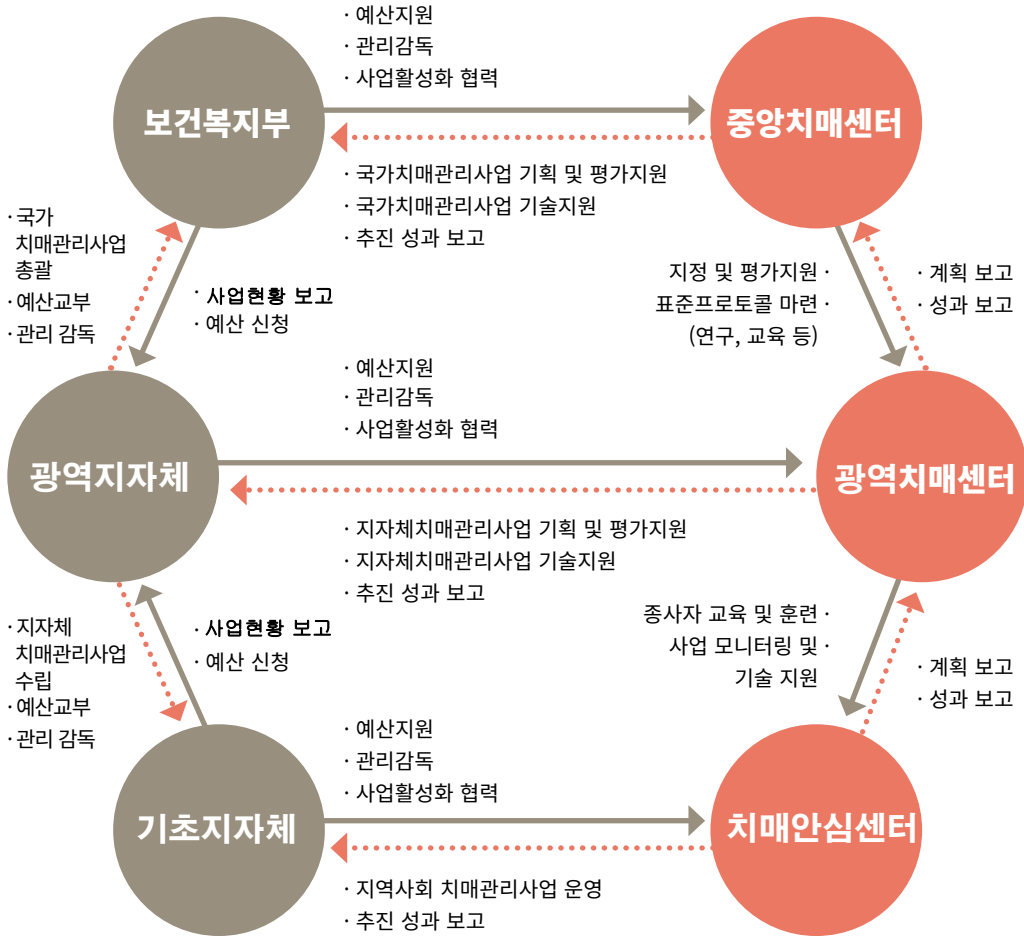 · 예산지원
· 관리감독
· 사업활성화 협력
보건복지부
중앙치매센터
· 국가치매관리사업 기획 및 평가지원
· 국가치매관리사업 기술지원
· 추진 성과 보고
· 국가
치매관리사업
총괄
· 예산교부
· 관리 감독
· 사업현황 보고
· 예산 신청
지정 및 평가지원 ·
표준프로토콜 마련 ·
(연구, 교육 등)
· 계획 보고
· 성과 보고
· 예산지원
· 관리감독
· 사업활성화 협력
광역지자체
광역치매센터
· 지자체치매관리사업 기획 및 평가지원
· 지자체치매관리사업 기술지원
· 추진 성과 보고
· 지자체
치매관리사업
수립
· 예산교부
· 관리 감독
· 사업현황 보고
· 예산 신청
종사자 교육 및 훈련 ·
사업 모니터링 및 ·
기술 지원
· 계획 보고
· 성과 보고
· 예산지원
· 관리감독
· 사업활성화 협력
기초지자체
치매안심센터
· 지역사회 치매관리사업 운영
· 추진 성과 보고